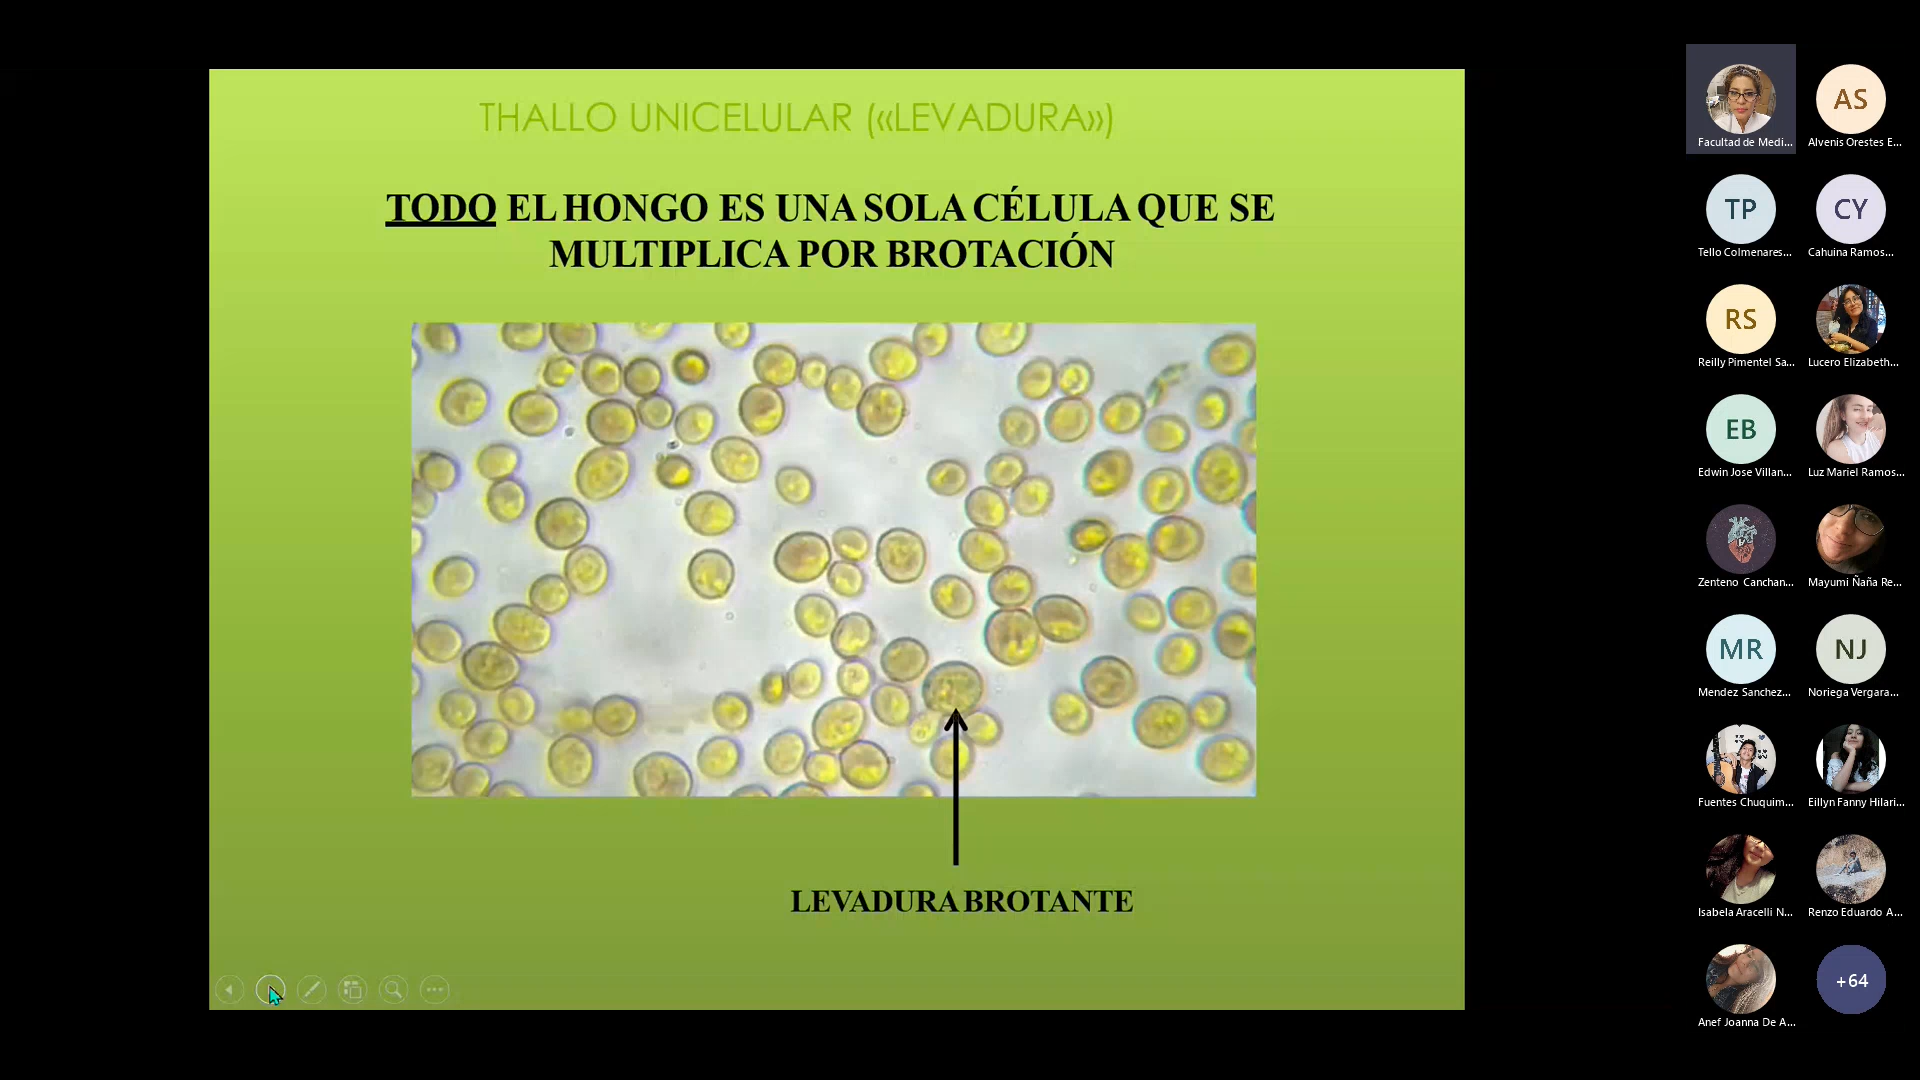 THALLO UNICELULAR («LEVADURA»)
TODO EL HONGO ES UNA SOLA CÉLULA QUE SE
MULTIPLICA POR BROTACIÓN
LEVADURA BROTANTE
Facultad de Medi...
AS
Alvenis Orestes E...
TP
Tello Colmenares...
CY
Cahuina Ramos...
RS
Reilly Pimentel Sa...
Lucero Elizabeth...
EB
Edwin Jose Villan...
Luz Mariel Ramos...
Zenteno Canchan...
Mayumi Ñaña Re...
MR
Mendez Sanchez...
NJ
Noriega Vergara...
Fuentes Chuquim...
Eillyn Fanny Hilari...
Isabela Aracelli N...
Renzo Eduardo A...
Anef Joanna De A...
+64